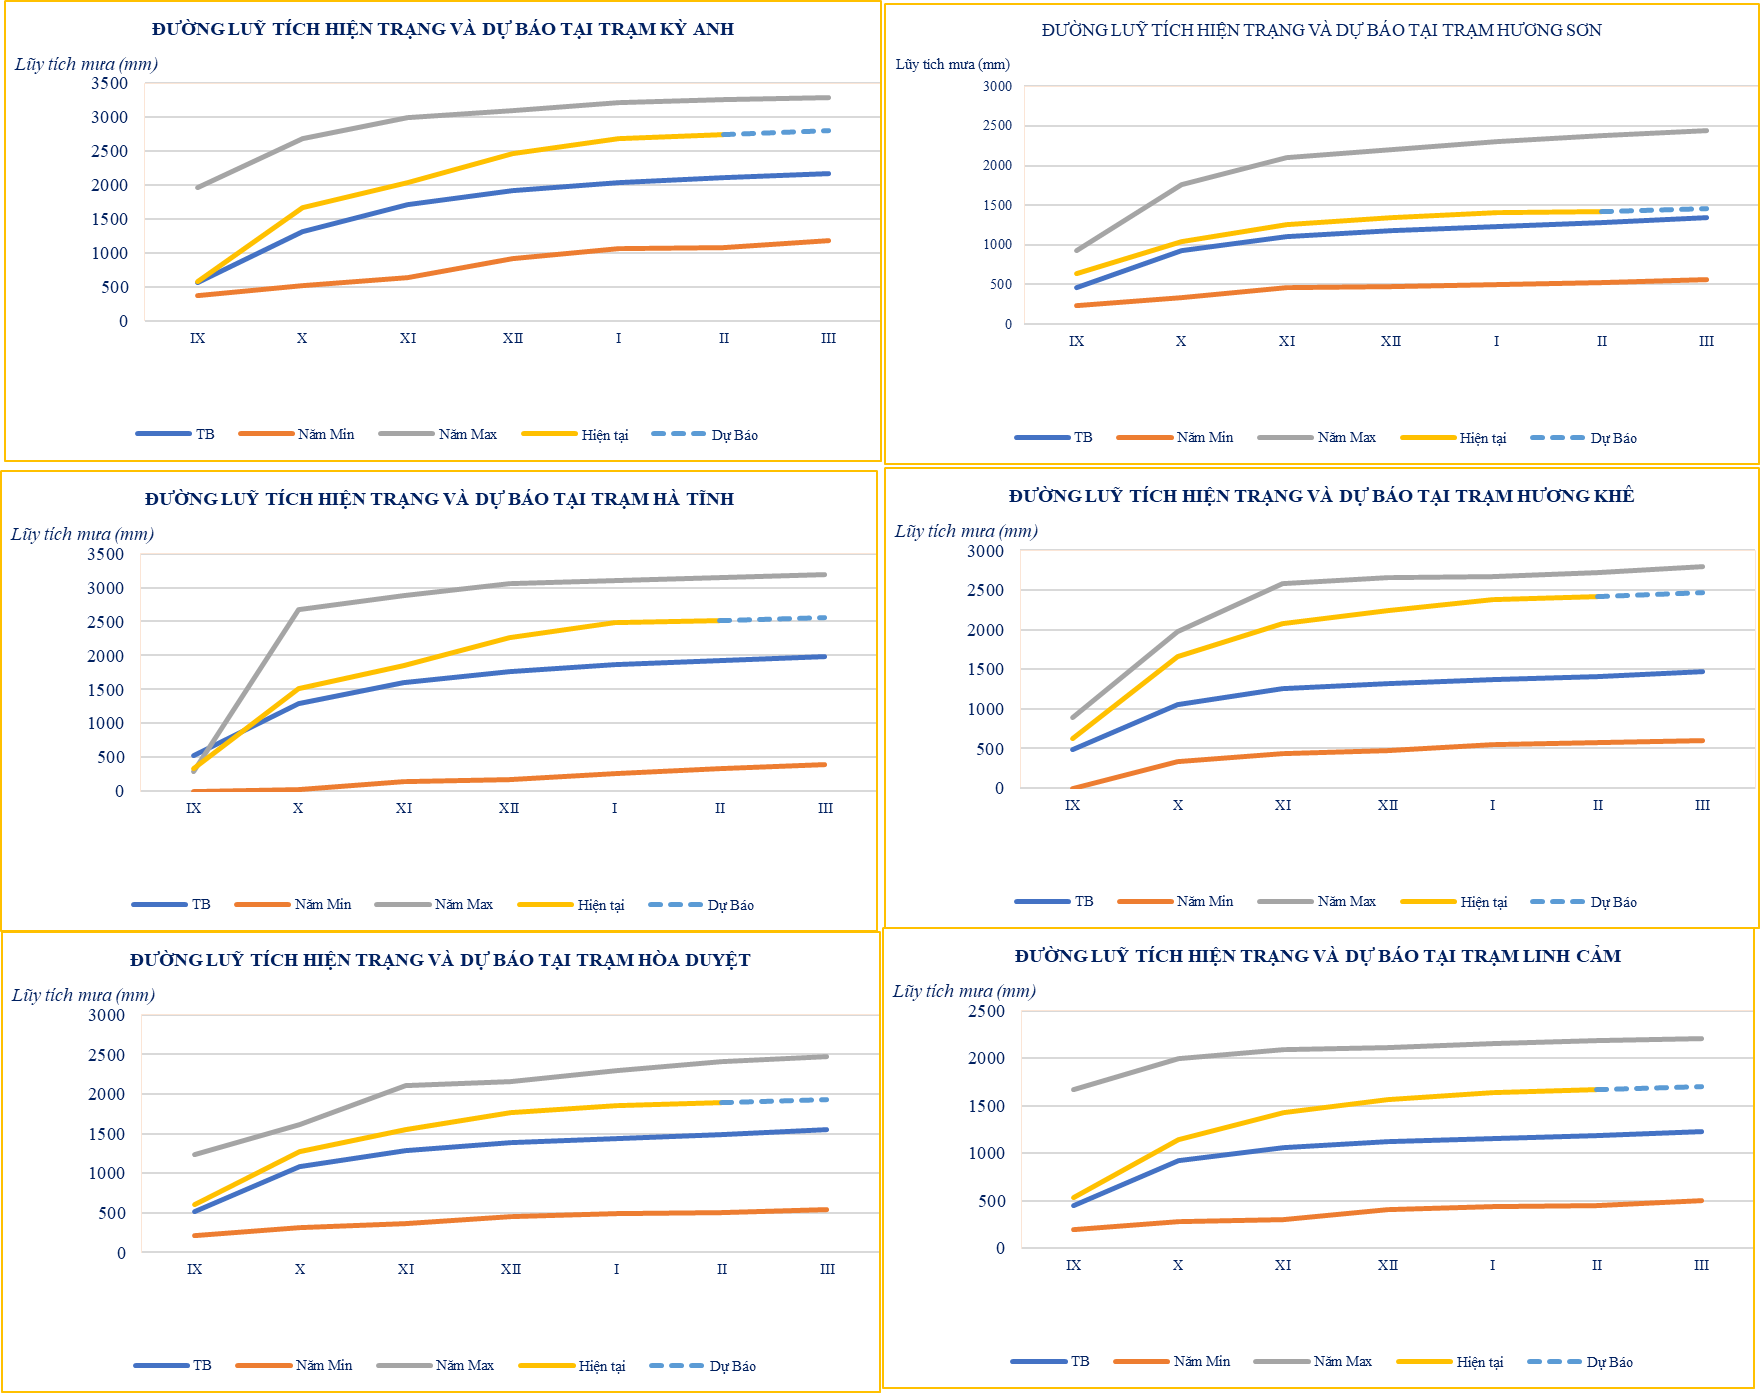 ĐƯỜNG LUỸ TÍCH HIỆN TRẠNG VÀ DỰ BÁO TẠI TRẠM KỲ ANH
Lũy tích mưa (mm)
3500
3000
2500
2000
1500
1000
500
0
IX X XI XII I II III
TB Năm Min Năm Max Hiện tại Dự Báo
ĐƯỜNG LUỸ TÍCH HIỆN TRẠNG VÀ DỰ BÁO TẠI TRẠM HƯƠNG SƠN
Lũy tích mưa (mm)
3000
2500
2000
1500
1000
500
0
IX X XI XII I II III
TB Năm Min Năm Max Hiện tại Dự Báo
ĐƯỜNG LUỸ TÍCH HIỆN TRẠNG VÀ DỰ BÁO TẠI TRẠM HÀ TĨNH
Lũy tích mưa (mm)
3500
3000
2500
2000
1500
1000
500
0
IX X XI XII I II III
TB Năm Min Năm Max Hiện tại Dự Báo
ĐƯỜNG LUỸ TÍCH HIỆN TRẠNG VÀ DỰ BÁO TẠI TRẠM HƯƠNG KHÊ
Lũy tích mưa (mm)
3000
2500
2000
1500
1000
500
0
IX X XI XII I II III
TB Năm Min Năm Max Hiện tại Dự Báo
ĐƯỜNG LUỸ TÍCH HIỆN TRẠNG VÀ DỰ BÁO TẠI TRẠM HÒA DUYỆT
Lũy tích mưa (mm)
3000
2500
2000
1500
1000
500
0
IX X XI XII I II III
TB Năm Min Năm Max Hiện tại Dự Báo
ĐƯỜNG LUỸ TÍCH HIỆN TRẠNG VÀ DỰ BÁO TẠI TRẠM LINH CẢM
Lũy tích mưa (mm)
2500
2000
1500
1000
500
0
IX X XI XII I II III
TB Năm Min Năm Max Hiện tại Dự Báo